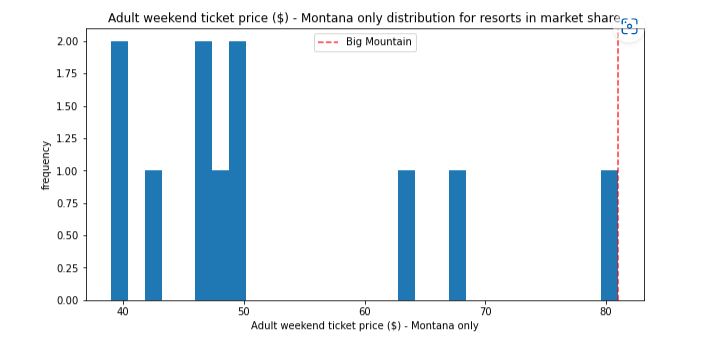 Adult weekend ticket price ($) - Montana only distribution for resorts in market share
Big Mountain
2.00
1.75
1.50
1.25
1.00
0.75
0.50
0.25
0.00
frequency
40 50 60 70 80
Adult weekend ticket price ($) - Montana only